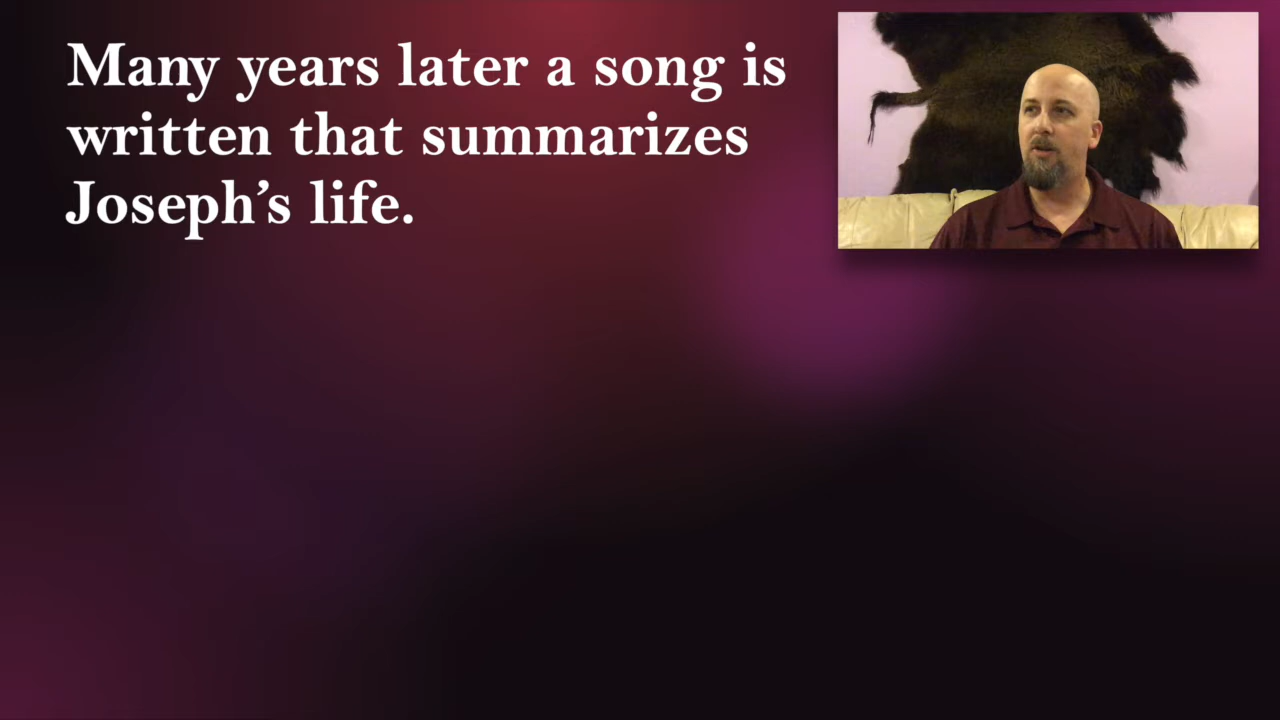 Many years later a song is
written that summarizes
Joseph’s life.